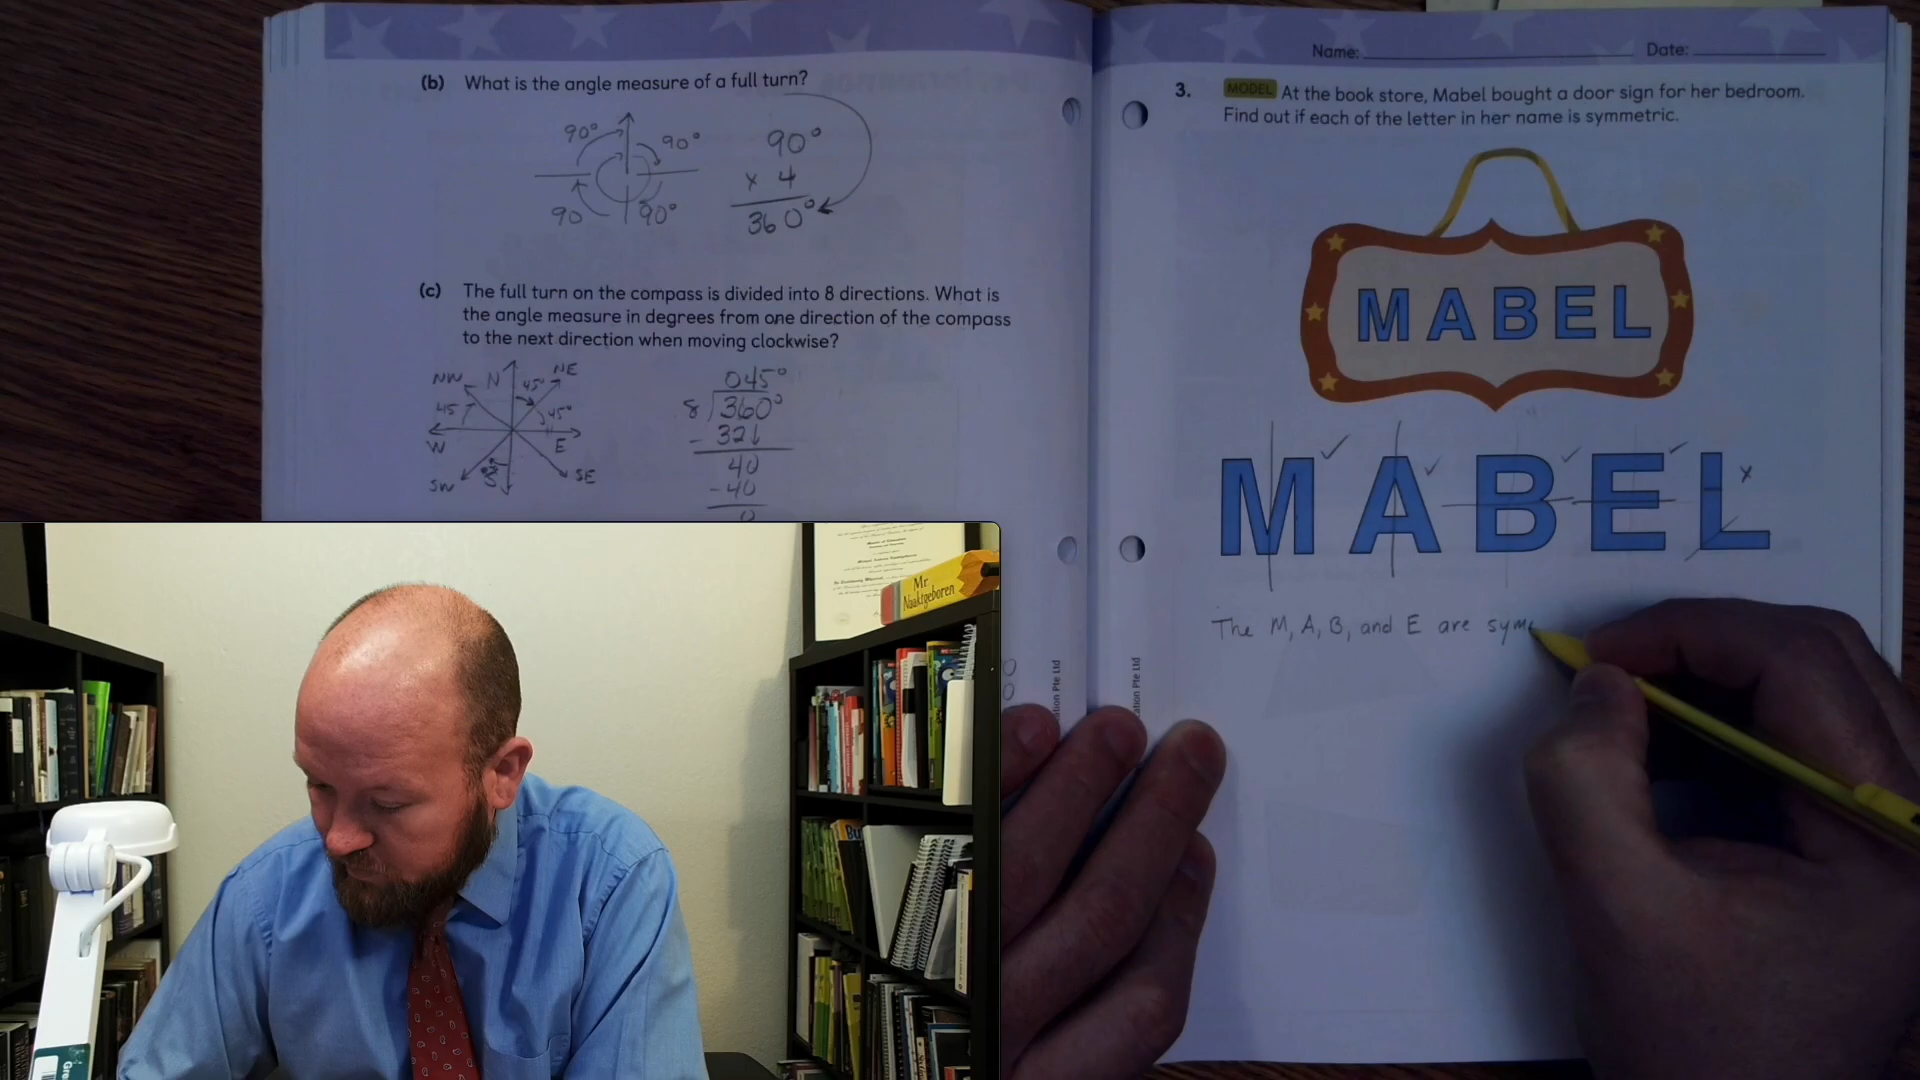 (b) What is the angle measure of a full turn?
90°
90°
90
90°
90°
x 4
360°
(c) The full turn on the compass is divided into 8 directions. What is
the angle measure in degrees from one direction of the compass
to the next direction when moving clockwise?
NW
N
45°
NE
45
45°
W
E
SW
SE
045°
8 360°
- 32
40
-40
0
Name:
Date:
3. MODEL At the book store, Mabel bought a door sign for her bedroom.
Find out if each of the letter in her name is symmetric.
MABEL
MABEL
x
The M, A, B, and E are sym
Mr
Naaktgeboren